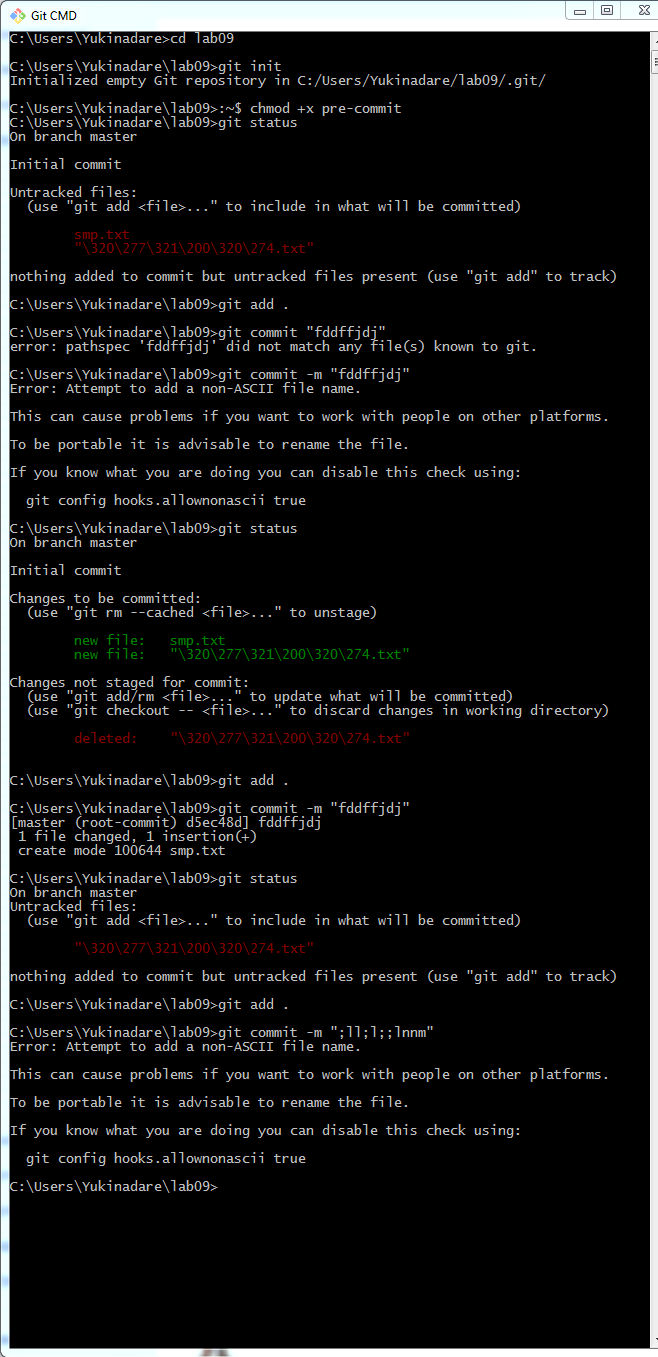 Git CMD
C:\Users\Yukinadare>cd lab09
C:\Users\Yukinadare\lab09>git init
Initialized empty Git repository in C:/Users/Yukinadare/lab09/.git/
C:\Users\Yukinadare\lab09>:~$ chmod +x pre-commit
C:\Users\Yukinadare\lab09>git status
On branch master
Initial commit
Untracked files:
  (use "git add <file>..." to include in what will be committed)
        smp.txt
        "\320\277\321\200\320\274.txt"
nothing added to commit but untracked files present (use "git add" to track)
C:\Users\Yukinadare\lab09>git add .
C:\Users\Yukinadare\lab09>git commit "fddffjdj"
error: pathspec 'fddffjdj' did not match any file(s) known to git.
C:\Users\Yukinadare\lab09>git commit -m "fddffjdj"
Error: Attempt to add a non-ASCII file name.
This can cause problems if you want to work with people on other platforms.
To be portable it is advisable to rename the file.
If you know what you are doing you can disable this check using:
  git config hooks.allownonascii true
C:\Users\Yukinadare\lab09>git status
On branch master
Initial commit
Changes to be committed:
  (use "git rm --cached <file>..." to unstage)
        new file:   smp.txt
        new file:   "\320\277\321\200\320\274.txt"
Changes not staged for commit:
  (use "git add/rm <file>..." to update what will be committed)
  (use "git checkout -- <file>..." to discard changes in working directory)
        deleted:    "\320\277\321\200\320\274.txt"
C:\Users\Yukinadare\lab09>git add .
C:\Users\Yukinadare\lab09>git commit -m "fddffjdj"
[master (root-commit) d5ec48d] fddffjdj
 1 file changed, 1 insertion(+)
 create mode 100644 smp.txt
C:\Users\Yukinadare\lab09>git status
On branch master
Untracked files:
  (use "git add <file>..." to include in what will be committed)
        "\320\277\321\200\320\274.txt"
nothing added to commit but untracked files present (use "git add" to track)
C:\Users\Yukinadare\lab09>git add .
C:\Users\Yukinadare\lab09>git commit -m ";ll;l;;lnnm"
Error: Attempt to add a non-ASCII file name.
This can cause problems if you want to work with people on other platforms.
To be portable it is advisable to rename the file.
If you know what you are doing you can disable this check using:
  git config hooks.allownonascii true
C:\Users\Yukinadare\lab09>